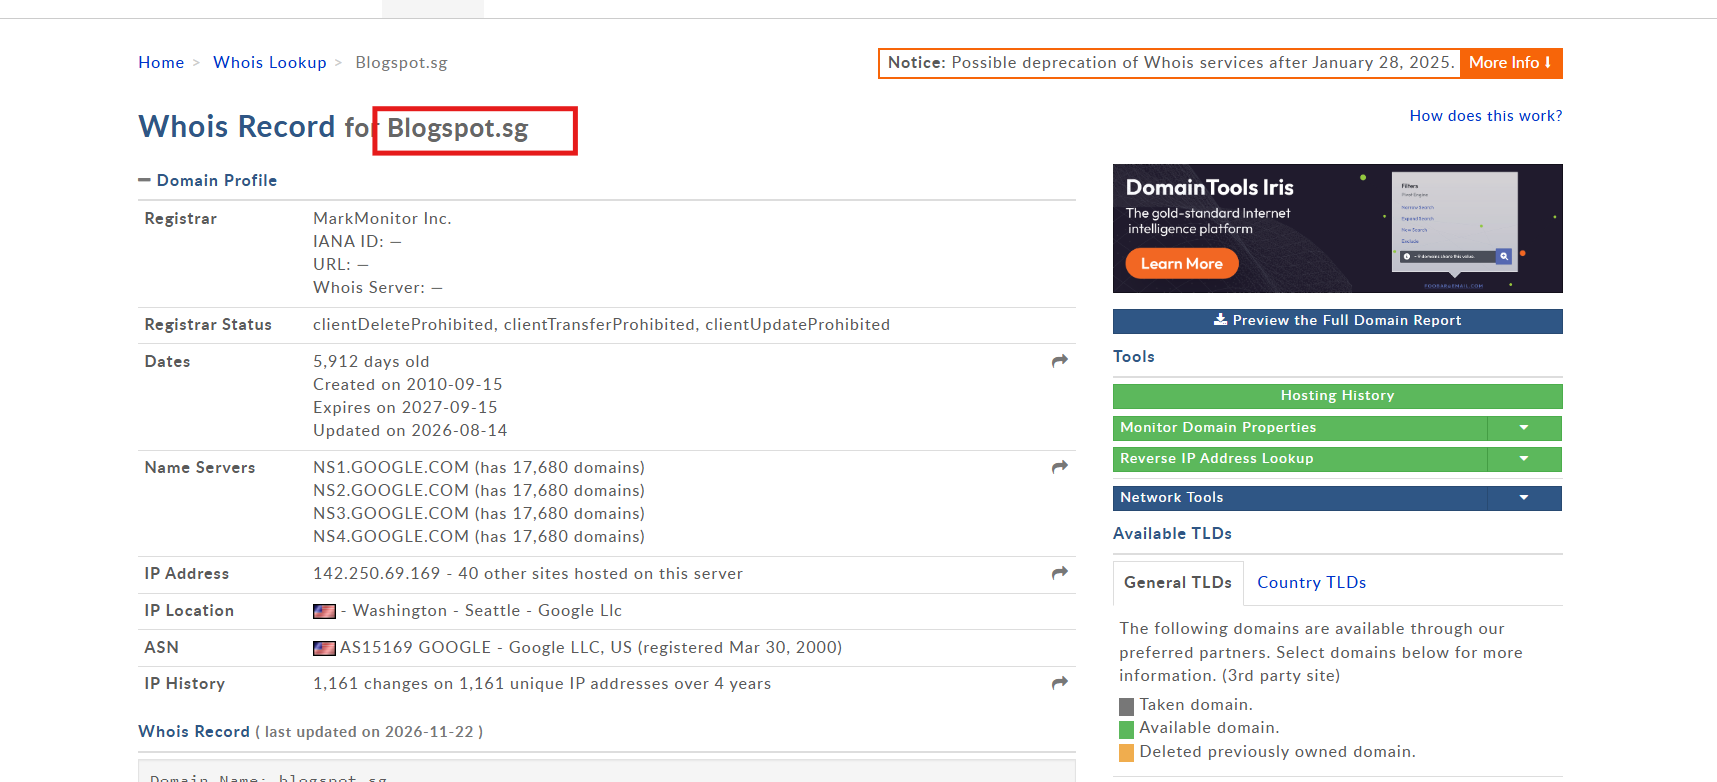 Home > Whois Lookup > Blogspot.sg
Notice: Possible deprecation of Whois services after January 28, 2025. More Info
Whois Record for Blogspot.sg
How does this work?
Domain Profile
Registrar MarkMonitor Inc.
IANA ID: —
URL: —
Whois Server: —
Registrar Status clientDeleteProhibited, clientTransferProhibited, clientUpdateProhibited
Dates 5,912 days old
Created on 2010-09-15
Expires on 2027-09-15
Updated on 2026-08-14
Name Servers NS1.GOOGLE.COM (has 17,680 domains)
NS2.GOOGLE.COM (has 17,680 domains)
NS3.GOOGLE.COM (has 17,680 domains)
NS4.GOOGLE.COM (has 17,680 domains)
IP Address 142.250.69.169 - 40 other sites hosted on this server
IP Location - Washington - Seattle - Google Llc
ASN AS15169 GOOGLE - Google LLC, US (registered Mar 30, 2000)
IP History 1,161 changes on 1,161 unique IP addresses over 4 years
Whois Record ( last updated on 2026-11-22 )
Domain Name: blogspot.sg
DomainTools Iris
The gold-standard Internet
intelligence platform
Learn More
Filters
Narrow Search
Expand Search
New Search
Exclude
Preview the Full Domain Report
Tools
Hosting History
Monitor Domain Properties
Reverse IP Address Lookup
Network Tools
Available TLDs
General TLDs Country TLDs
The following domains are available through our
preferred partners. Select domains below for more
information. (3rd party site)
Taken domain.
Available domain.
Deleted previously owned domain.